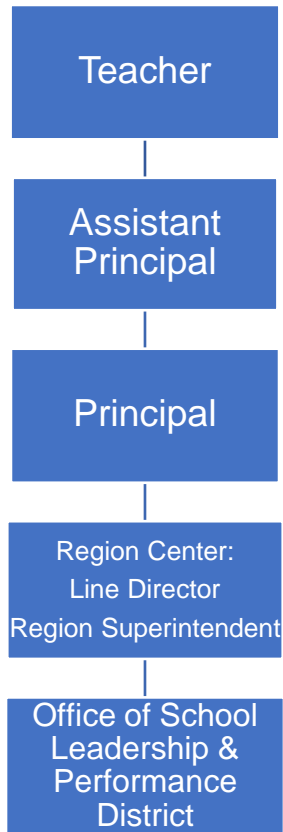 Teacher
Assistant
Principal
Principal
Region Center:
Line Director
Region Superintendent
Office of School
Leadership &
Performance
District